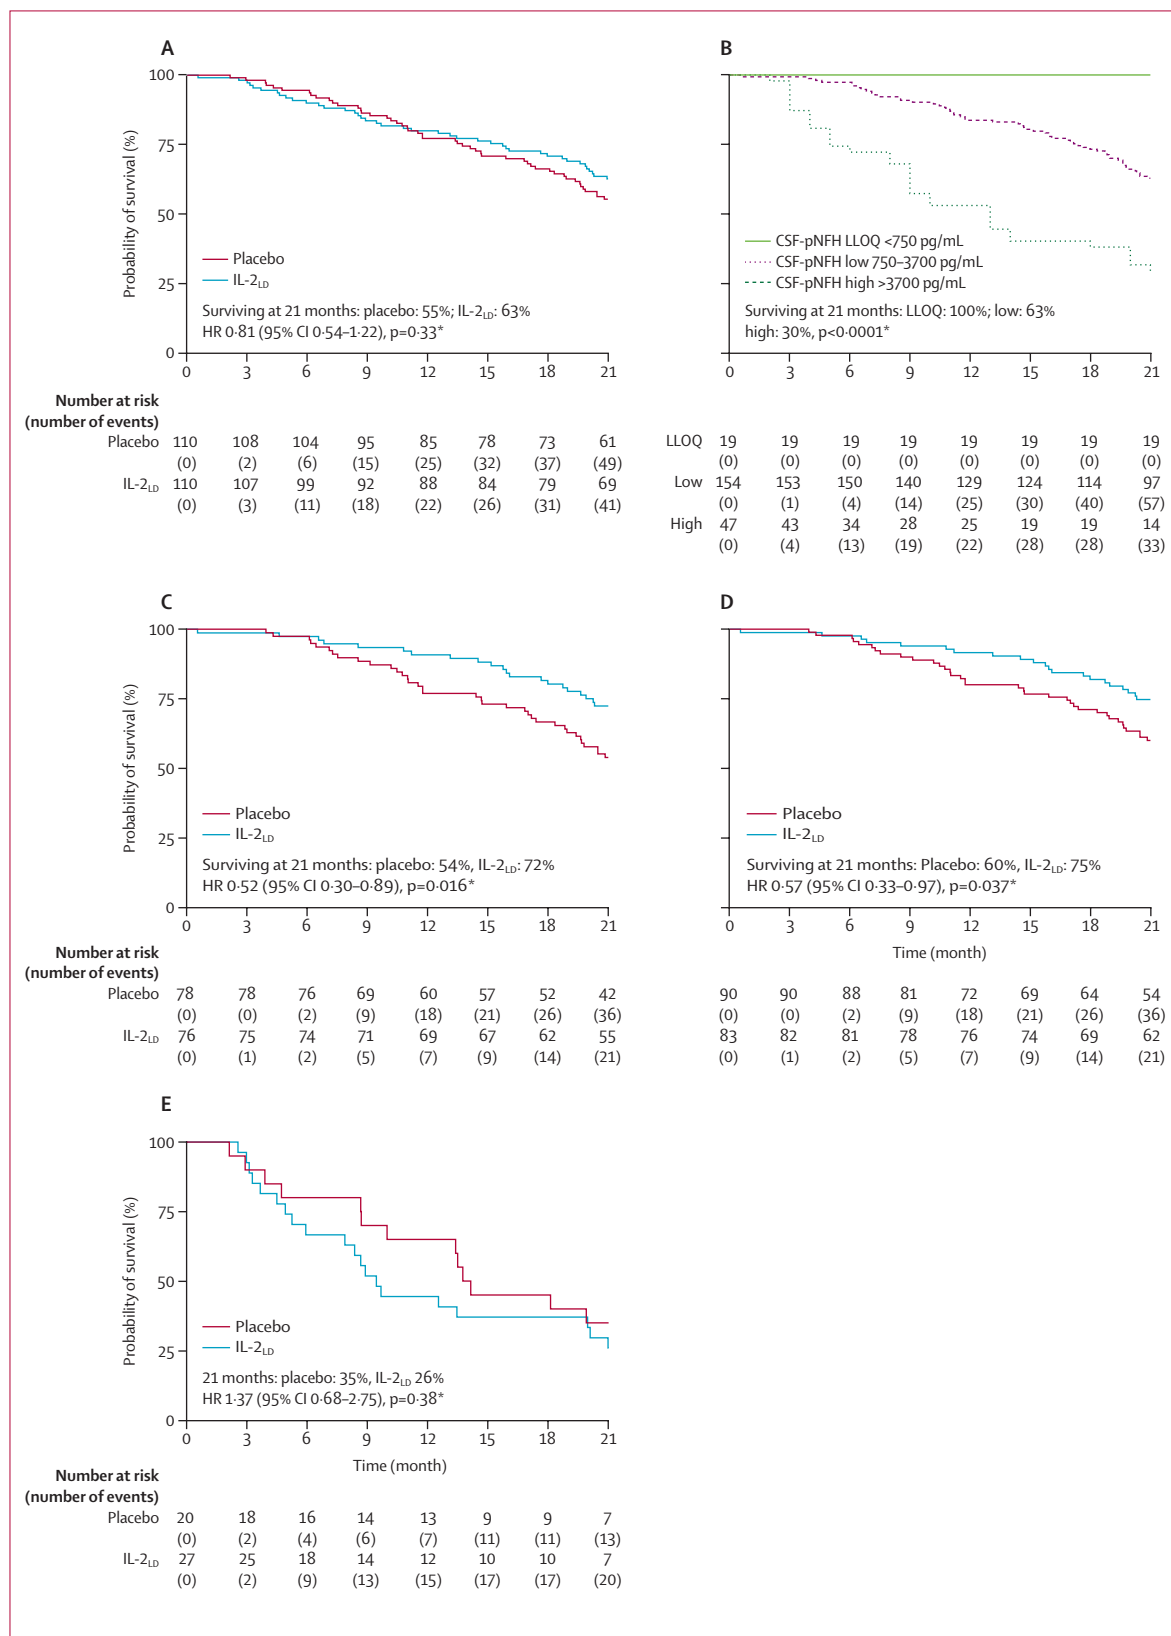 A
Probability of survival (%)
100
75
50
25
0
Placebo
IL-2LD
Surviving at 21 months: placebo: 55%; IL-2LD: 63%
HR 0·81 (95% CI 0·54–1·22), p=0·33*
0 3 6 9 12 15 18 21
Number at risk
(number of events)
Placebo 110 108 104 95 85 78 73 61
(0) (2) (6) (15) (25) (32) (37) (49)
IL-2LD 110 107 99 92 88 84 79 69
(0) (3) (11) (18) (22) (26) (31) (41)
B
CSF-pNFH LLOQ <750 pg/mL
CSF-pNFH low 750–3700 pg/mL
CSF-pNFH high >3700 pg/mL
Surviving at 21 months: LLOQ: 100%; low: 63%
high: 30%, p<0·0001*
0 3 6 9 12 15 18 21
LLOQ 19 19 19 19 19 19 19 19
(0) (0) (0) (0) (0) (0) (0) (0)
Low 154 153 150 140 129 124 114 97
(0) (1) (4) (14) (25) (30) (40) (57)
High 47 43 34 28 25 19 19 14
(0) (4) (13) (19) (22) (28) (28) (33)
C
Probability of survival (%)
100
75
50
25
0
Placebo
IL-2LD
Surviving at 21 months: placebo: 54%, IL-2LD: 72%
HR 0·52 (95% CI 0·30–0·89), p=0·016*
0 3 6 9 12 15 18 21
Number at risk
(number of events)
Placebo 78 78 76 69 60 57 52 42
(0) (0) (2) (9) (18) (21) (26) (36)
IL-2LD 76 75 74 71 69 67 62 55
(0) (1) (2) (5) (7) (9) (14) (21)
D
Placebo
IL-2LD
Surviving at 21 months: Placebo: 60%, IL-2LD: 75%
HR 0·57 (95% CI 0·33–0·97), p=0·037*
0 3 6 9 12 15 18 21
Time (month)
90 90 88 81 72 69 64 54
(0) (0) (2) (9) (18) (21) (26) (36)
83 82 81 78 76 74 69 62
(0) (1) (2) (5) (7) (9) (14) (21)
E
Probability of survival (%)
100
75
50
25
0
Placebo
IL-2LD
21 months: placebo: 35%, IL-2LD 26%
HR 1·37 (95% CI 0·68–2·75), p=0·38*
0 3 6 9 12 15 18 21
Time (month)
Number at risk
(number of events)
Placebo 20 18 16 14 13 9 9 7
(0) (2) (4) (6) (7) (11) (11) (13)
IL-2LD 27 25 18 14 12 10 10 7
(0) (2) (9) (13) (15) (17) (17) (20)